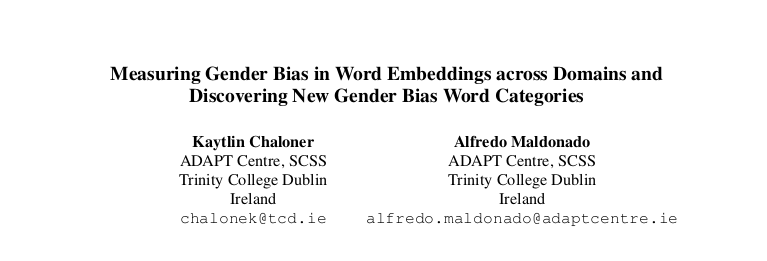 Measuring Gender Bias in Word Embeddings across Domains and
Discovering New Gender Bias Word Categories
Kaytlin Chaloner
ADAPT Centre, SCSS
Trinity College Dublin
Ireland
chalonek@tcd.ie
Alfredo Maldonado
ADAPT Centre, SCSS
Trinity College Dublin
Ireland
alfredo.maldonado@adaptcentre.ie